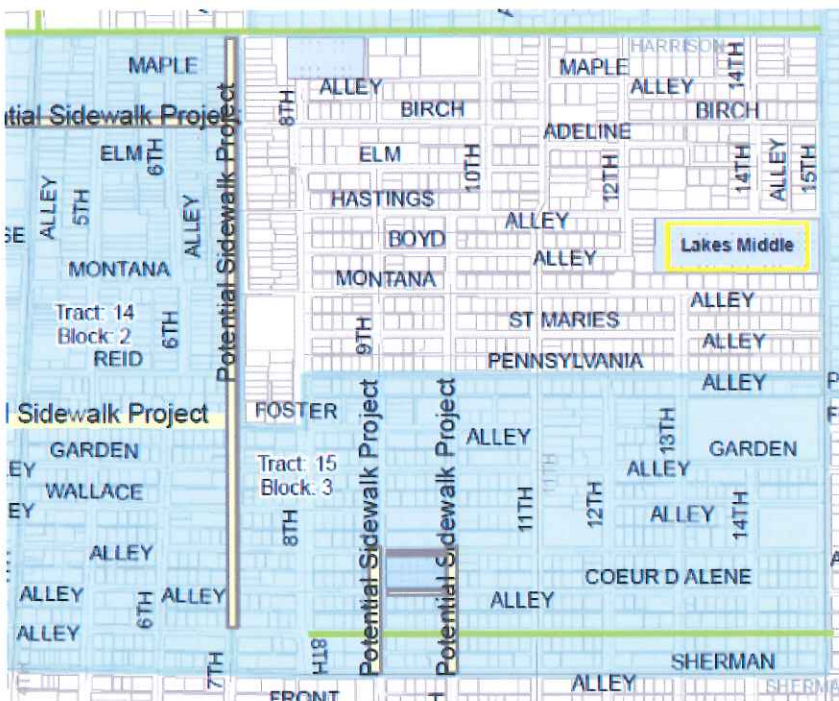 HARRISON
MAPLE
MAPLE
14TH
ALLEY
ALLEY
8TH
BIRCH
BIRCH
Potential Sidewalk Project
tial Sidewalk Project
ADELINE
ELM
6TH
ELM
10TH
12TH
14TH
ALLEY
15TH
ALLEY
5TH
ALLEY
HASTINGS
ALLEY
SE
BOYD
Lakes Middle
ALLEY
MONTANA
MONTANA
ALLEY
Tract: 14
Block: 2
6TH
9TH
ST MARIES
ALLEY
REID
PENNSYLVANIA
ALLEY
P
l Sidewalk Project
FOSTER
Potential Sidewalk Project
Potential Sidewalk Project
F
GARDEN
ALLEY
13TH
GARDEN
Tract: 15
Block: 3
11TH
ALLEY
EY
WALLACE
EY
8TH
11TH
12TH
ALLEY
14TH
ALLEY
COEUR D ALENE
A
ALLEY
6TH
ALLEY
ALLEY
ALLEY
7TH
8TH
SHERMAN
4TH
FRONT
H
ALLEY
SHERMA